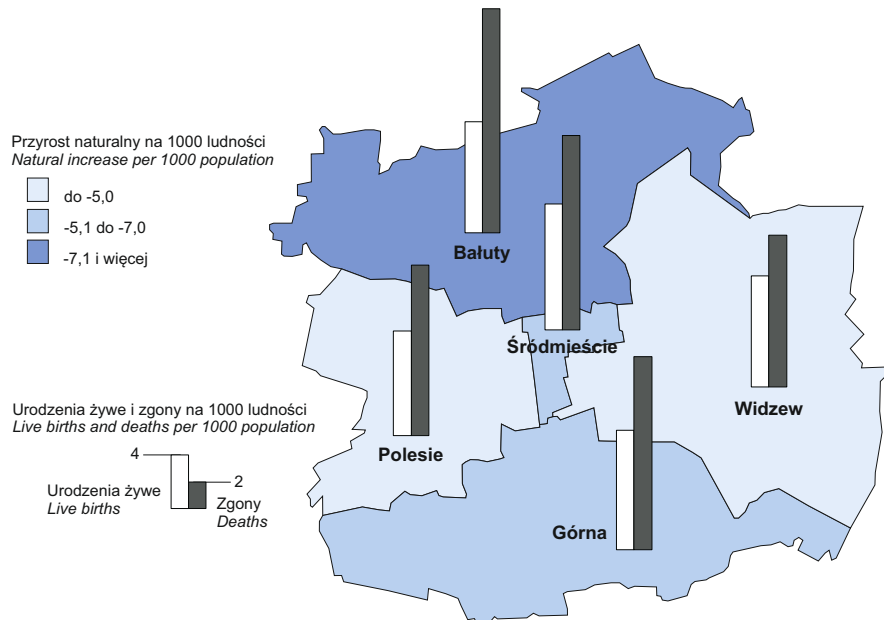 Przyrost naturalny na 1000 ludności
Natural increase per 1000 population
do -5,0
-5,1 do -7,0
-7,1 i więcej
Bałuty
Śródmieście
Widzew
Polesie
Górna
Urodzenia żywe i zgony na 1000 ludności
Live births and deaths per 1000 population
4
2
Urodzenia żywe
Live births
Zgony
Deaths